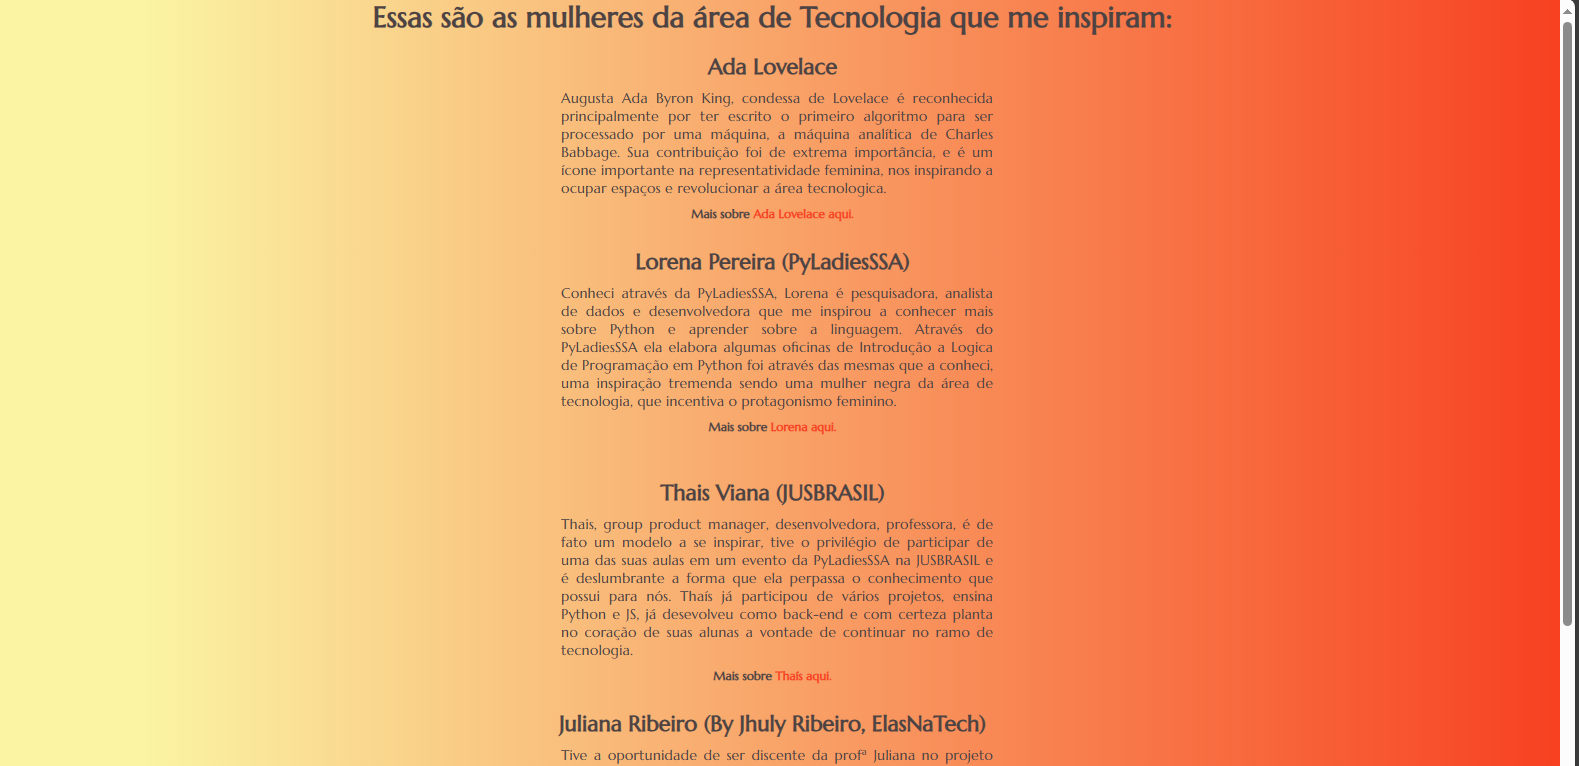 Essas são as mulheres da área de Tecnologia que me inspiram:
Ada Lovelace
Augusta Ada Byron King, condessa de Lovelace é reconhecida
principalmente por ter escrito o primeiro algoritmo para ser
processado por uma máquina, a máquina analítica de Charles
Babbage. Sua contribuição foi de extrema importância, e é um
ícone importante na representatividade feminina, nos inspirando a
ocupar espaços e revolucionar a área tecnologica.
Mais sobre Ada Lovelace aqui.
Lorena Pereira (PyLadiesSSA)
Conheci através da PyLadiesSSA, Lorena é pesquisadora, analista
de dados e desenvolvedora que me inspirou a conhecer mais
sobre Python e aprender sobre a linguagem. Através do
PyLadiesSSA ela elabora algumas oficinas de Introdução a Logica
de Programação em Python foi através das mesmas que a conheci,
uma inspiração tremenda sendo uma mulher negra da área de
tecnologia, que incentiva o protagonismo feminino.
Mais sobre Lorena aqui.
Thais Viana (JUSBRASIL)
Thais, group product manager, desenvolvedora, professora, é de
fato um modelo a se inspirar, tive o privilégio de participar de
uma das suas aulas em um evento da PyLadiesSSA na JUSBRASIL e
é deslumbrante a forma que ela perpassa o conhecimento que
possui para nós. Thaís já participou de vários projetos, ensina
Python e JS, já desevolveu como back-end e com certeza planta
no coração de suas alunas a vontade de continuar no ramo de
tecnologia.
Mais sobre Thaís aqui.
Juliana Ribeiro (By Jhuly Ribeiro, ElasNaTech)
Tive a oportunidade de ser discente da profª Juliana no projeto